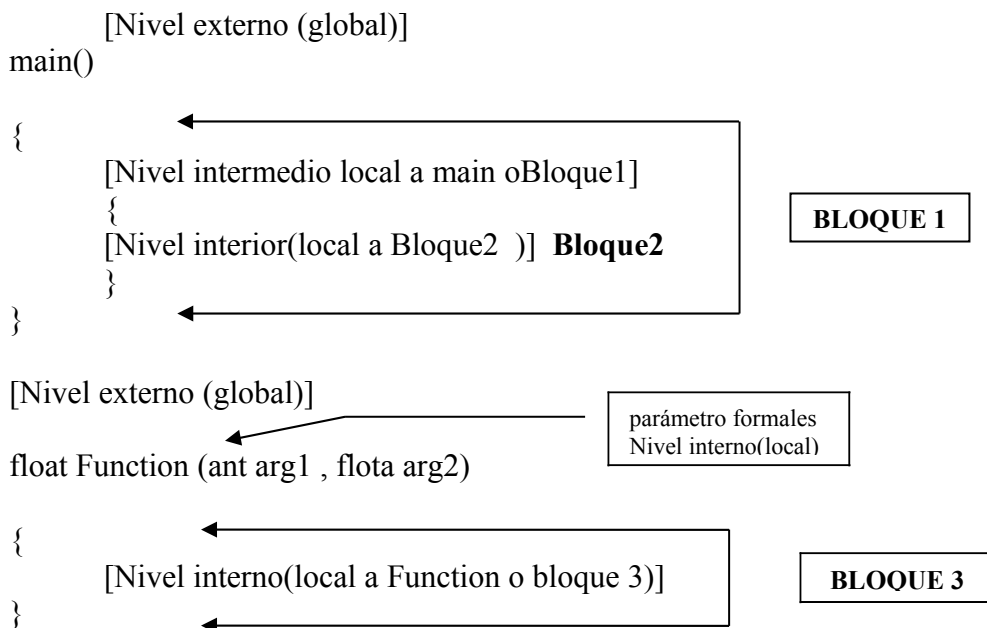 [Nivel externo (global)]
main()
{
[Nivel intermedio local a main oBloque1]
{
BLOQUE 1
[Nivel interior(local a Bloque2 )] Bloque2
}
}
[Nivel externo (global)]
parámetro formales
Nivel interno(local)
float Function (ant arg1 , flota arg2)
{
[Nivel interno(local a Function o bloque 3)]
BLOQUE 3
}